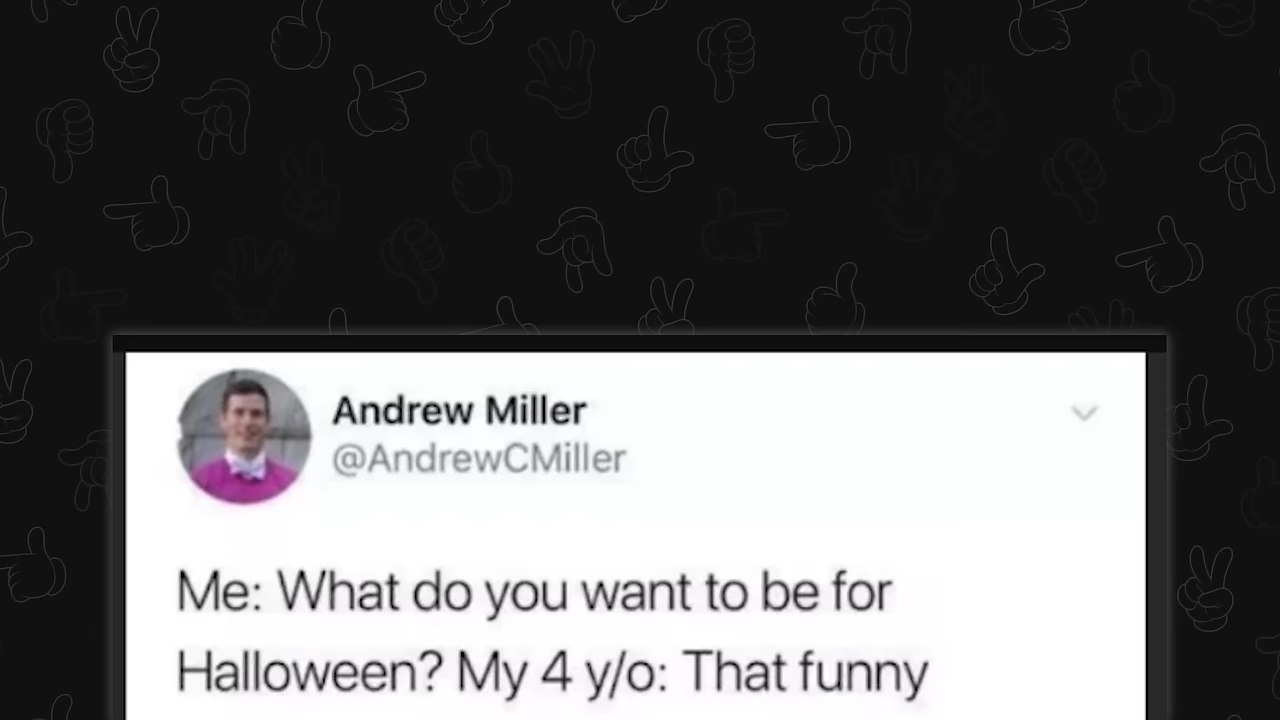 Andrew Miller
@AndrewCMiller
Me: What do you want to be for
Halloween? My 4 y/o: That funny